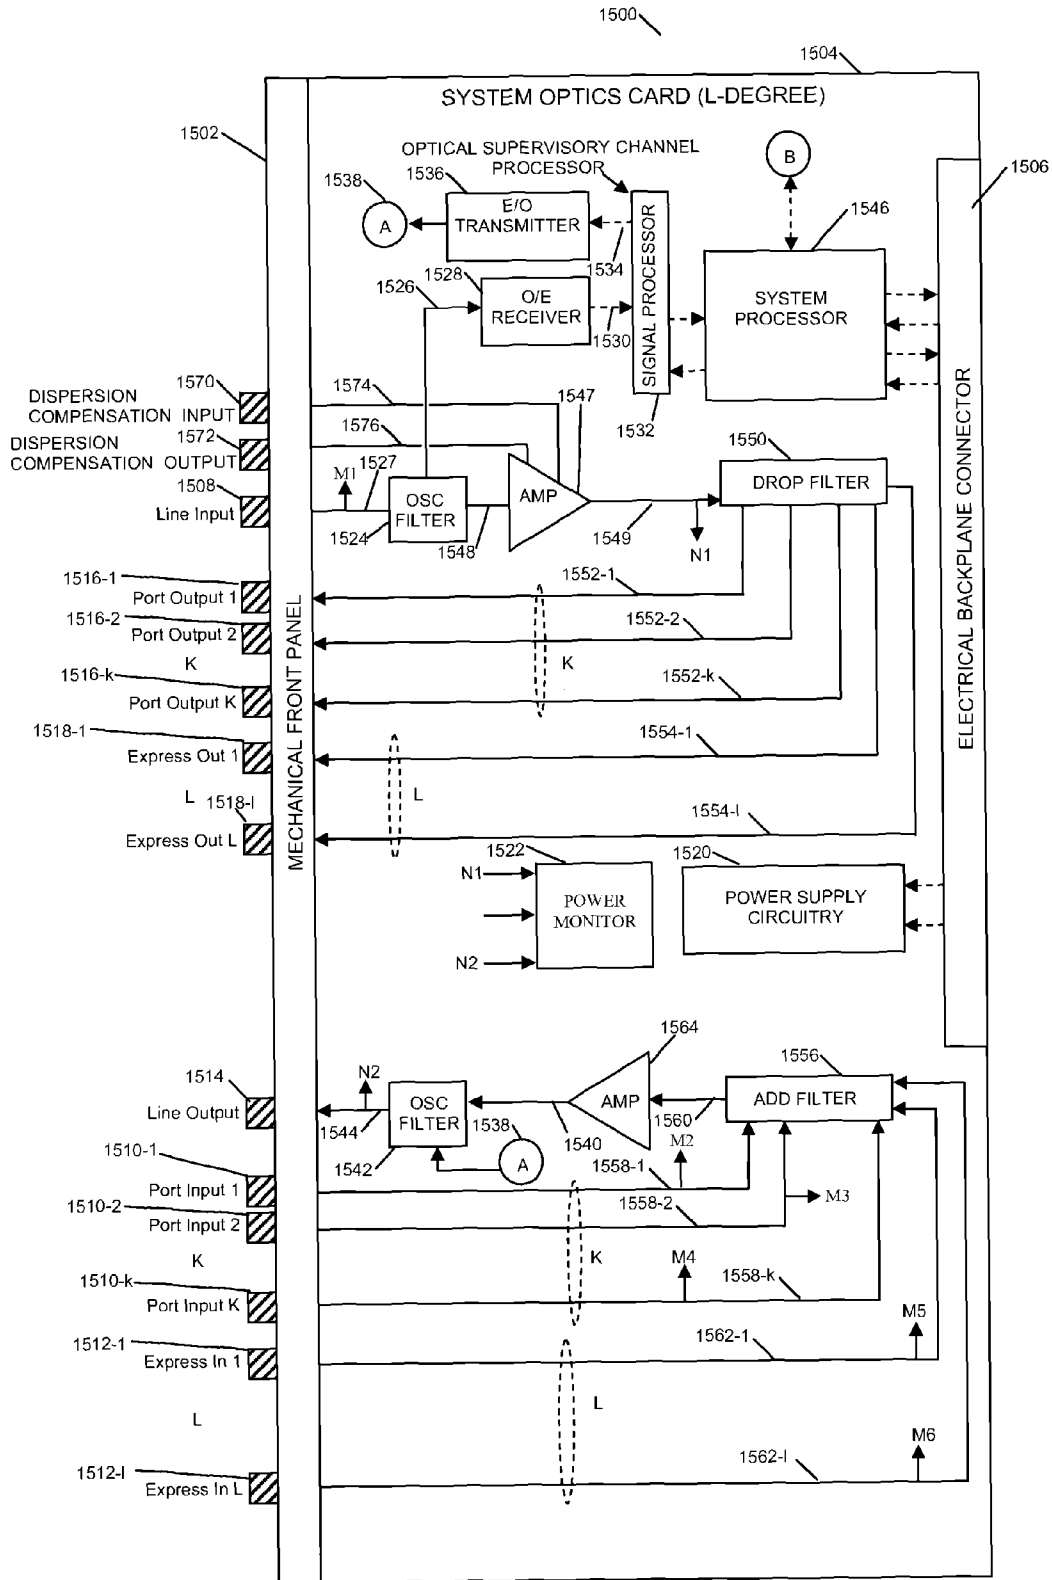 1500
1504
SYSTEM OPTICS CARD (L-DEGREE)
1502
OPTICAL SUPERVISORY CHANNEL
PROCESSOR
1506
1538
1536
B
A
E/O
TRANSMITTER
1534
1546
1528
1526
O/E
RECEIVER
1530
SIGNAL PROCESSOR
SYSTEM
PROCESSOR
1532
ELECTRICAL BACKPLANE CONNECTOR
DISPERSION
COMPENSATION INPUT
1570
1574
1547
DISPERSION
COMPENSATION OUTPUT
1572
1576
1508
Line Input
M1
1527
OSC
FILTER
1524
1548
AMP
1549
1550
DROP FILTER
N1
1516-1
Port Output 1
1552-1
1516-2
Port Output 2
1552-2
K
K
1516-k
Port Output K
1552-k
1518-1
Express Out 1
1554-1
L
L
1518-l
Express Out L
1554-l
MECHANICAL FRONT PANEL
1522
N1
POWER
MONITOR
N2
1520
POWER SUPPLY
CIRCUITRY
1564
1556
1514
Line Output
N2
1544
OSC
FILTER
1542
1538
A
1540
AMP
1560
ADD FILTER
1510-1
Port Input 1
1558-1
M2
1510-2
Port Input 2
1558-2
M3
K
K
M4
1510-k
Port Input K
1558-k
1512-1
Express In 1
1562-1
M5
L
L
M6
1512-l
Express In L
1562-l